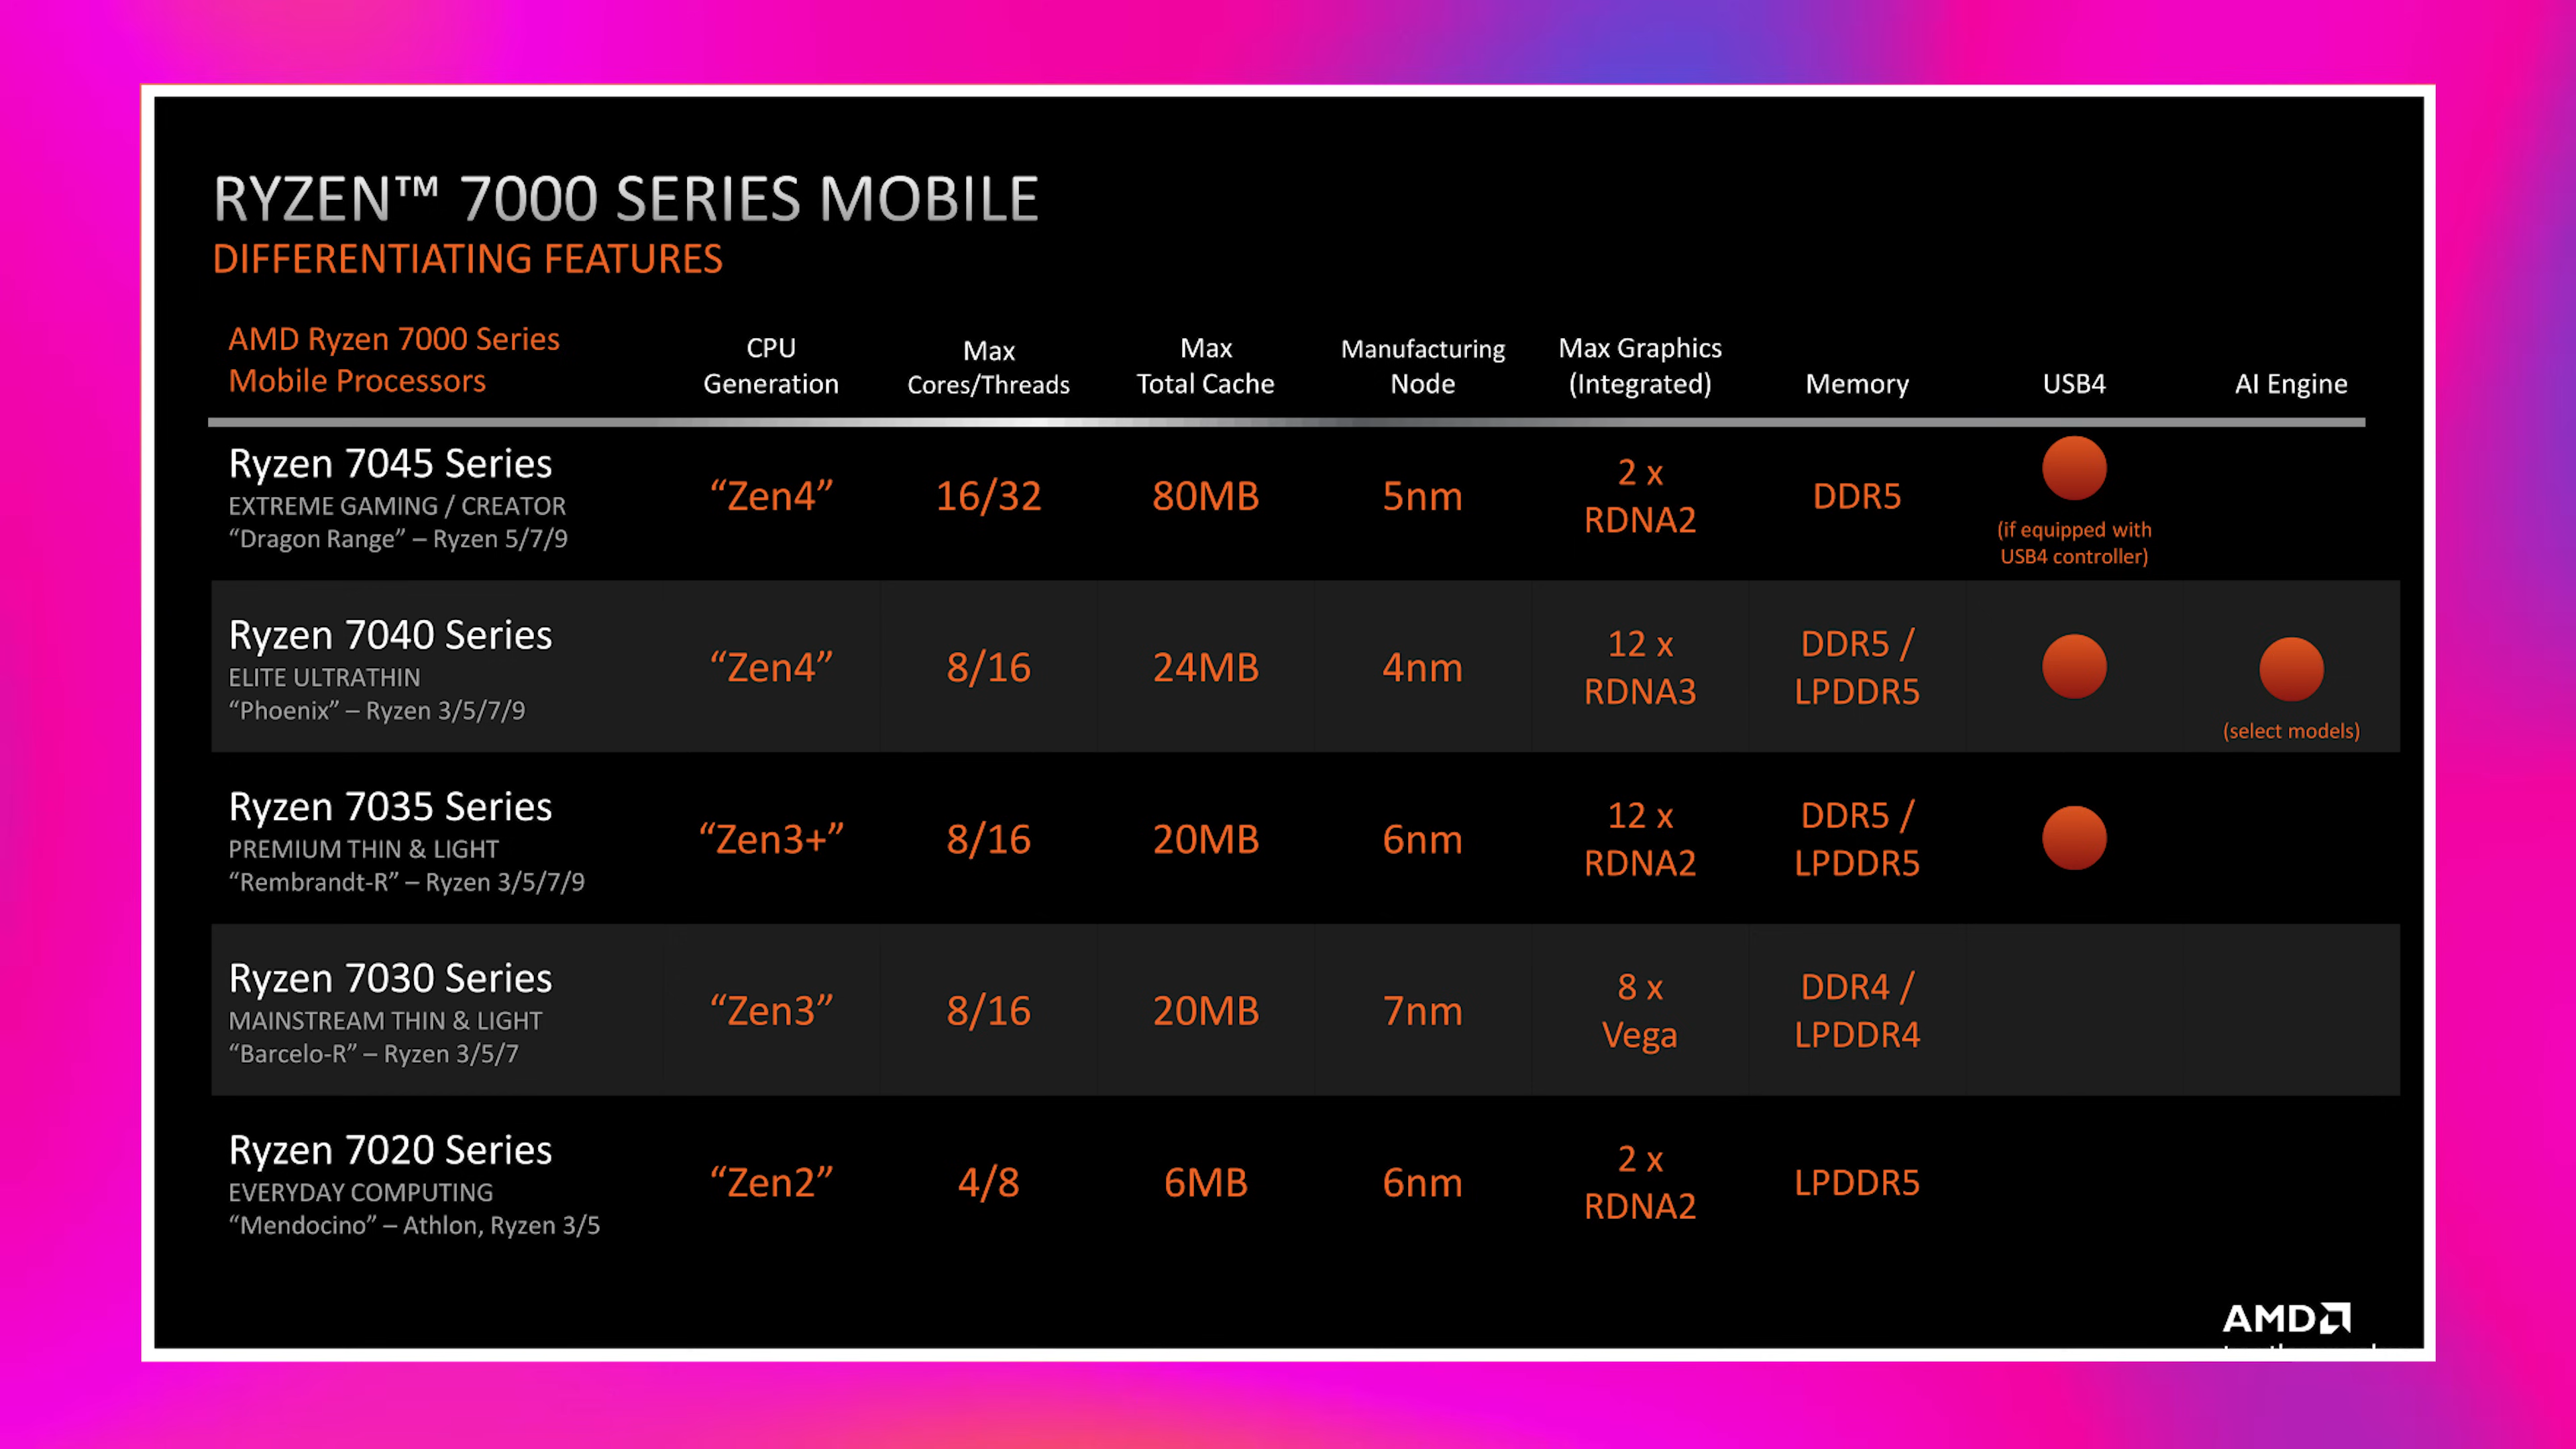 RYZEN™ 7000 SERIES MOBILE
DIFFERENTIATING FEATURES
AMD Ryzen 7000 Series
Mobile Processors
CPU
Generation
Max
Cores/Threads
Max
Total Cache
Manufacturing
Node
Max Graphics
(Integrated)
Memory
USB4
AI Engine
Ryzen 7045 Series
EXTREME GAMING / CREATOR
“Dragon Range” – Ryzen 5/7/9
“Zen4”
16/32
80MB
5nm
2 x
RDNA2
DDR5
(if equipped with
USB4 controller)
Ryzen 7040 Series
ELITE ULTRATHIN
“Phoenix” – Ryzen 3/5/7/9
“Zen4”
8/16
24MB
4nm
12 x
RDNA3
DDR5 /
LPDDR5
(select models)
Ryzen 7035 Series
PREMIUM THIN & LIGHT
“Rembrandt-R” – Ryzen 3/5/7/9
“Zen3+”
8/16
20MB
6nm
12 x
RDNA2
DDR5 /
LPDDR5
Ryzen 7030 Series
MAINSTREAM THIN & LIGHT
“Barcelo-R” – Ryzen 3/5/7
“Zen3”
8/16
20MB
7nm
8 x
Vega
DDR4 /
LPDDR4
Ryzen 7020 Series
EVERYDAY COMPUTING
“Mendocino” – Athlon, Ryzen 3/5
“Zen2”
4/8
6MB
6nm
2 x
RDNA2
LPDDR5
AMD